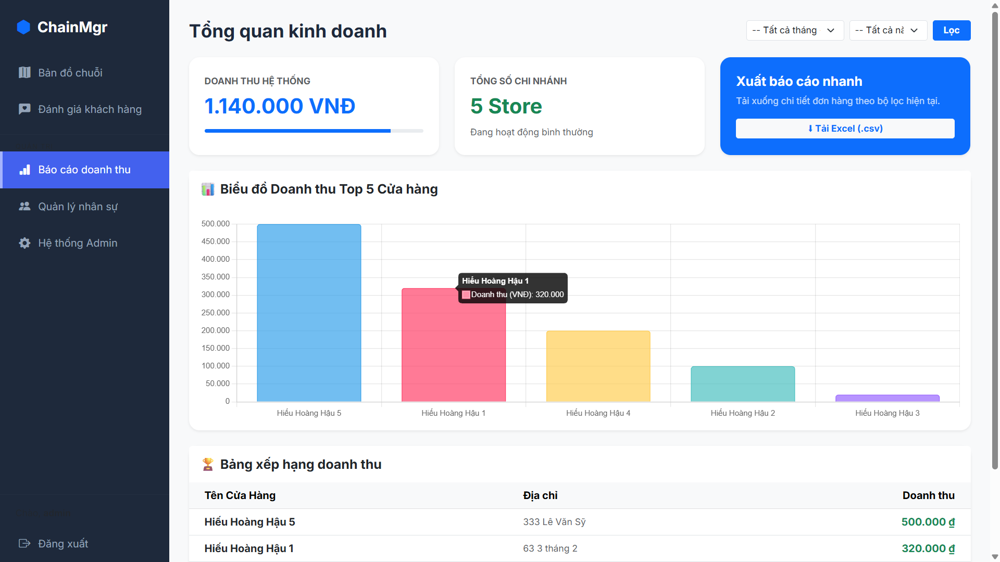 ChainMgr
Bản đồ chuỗi
Đánh giá khách hàng
Báo cáo doanh thu
Quản lý nhân sự
Hệ thống Admin
Đăng xuất
Tổng quan kinh doanh
-- Tất cả tháng
-- Tất cả nă
Lọc
DOANH THU HỆ THỐNG
1.140.000 VNĐ
TỔNG SỐ CHI NHÁNH
5 Store
Đang hoạt động bình thường
Xuất báo cáo nhanh
Tải xuống chi tiết đơn hàng theo bộ lọc hiện tại.
⬇ Tải Excel (.csv)
📊 Biểu đồ Doanh thu Top 5 Cửa hàng
500.000
450.000
400.000
350.000
300.000
250.000
200.000
150.000
100.000
50.000
0
Hiếu Hoàng Hậu 1
Doanh thu (VNĐ): 320.000
Hiếu Hoàng Hậu 5
Hiếu Hoàng Hậu 1
Hiếu Hoàng Hậu 4
Hiếu Hoàng Hậu 2
Hiếu Hoàng Hậu 3
🏆 Bảng xếp hạng doanh thu
Tên Cửa Hàng Địa chỉ Doanh thu
Hiếu Hoàng Hậu 5 333 Lê Văn Sỹ 500.000 ₫
Hiếu Hoàng Hậu 1 63 3 tháng 2 320.000 ₫